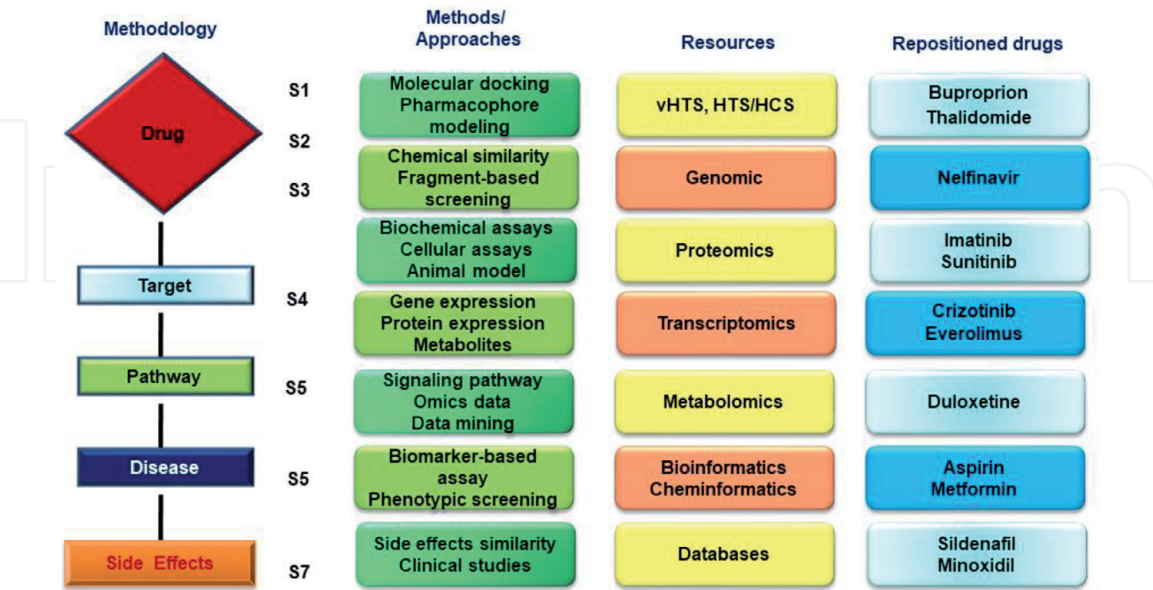 Methodology
Methods/
Approaches
Resources
Repositioned drugs
Drug
Target
Pathway
Disease
Side Effects
S1
S2
S3
S4
S5
S5
S7
Molecular docking
Pharmacophore
modeling
Chemical similarity
Fragment-based
screening
Biochemical assays
Cellular assays
Animal model
Gene expression
Protein expression
Metabolites
Signaling pathway
Omics data
Data mining
Biomarker-based
assay
Phenotypic screening
Side effects similarity
Clinical studies
vHTS, HTS/HCS
Genomic
Proteomics
Transcriptomics
Metabolomics
Bioinformatics
Cheminformatics
Databases
Buproprion
Thalidomide
Nelfinavir
Imatinib
Sunitinib
Crizotinib
Everolimus
Duloxetine
Aspirin
Metformin
Sildenafil
Minoxidil